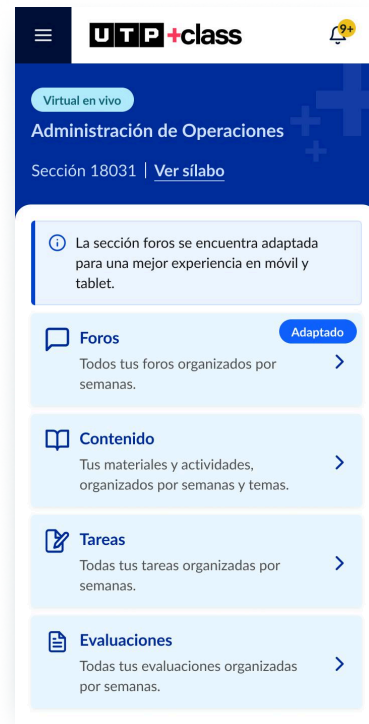 UTP+class
9+
Virtual en vivo
Administración de Operaciones
Sección 18031 | Ver sílabo
La sección foros se encuentra adaptada
para una mejor experiencia en móvil y
tablet.
Adaptado
Foros
Todos tus foros organizados por
semanas.
Contenido
Tus materiales y actividades,
organizados por semanas y temas.
Tareas
Todas tus tareas organizadas por
semanas.
Evaluaciones
Todas tus evaluaciones organizadas
por semanas.